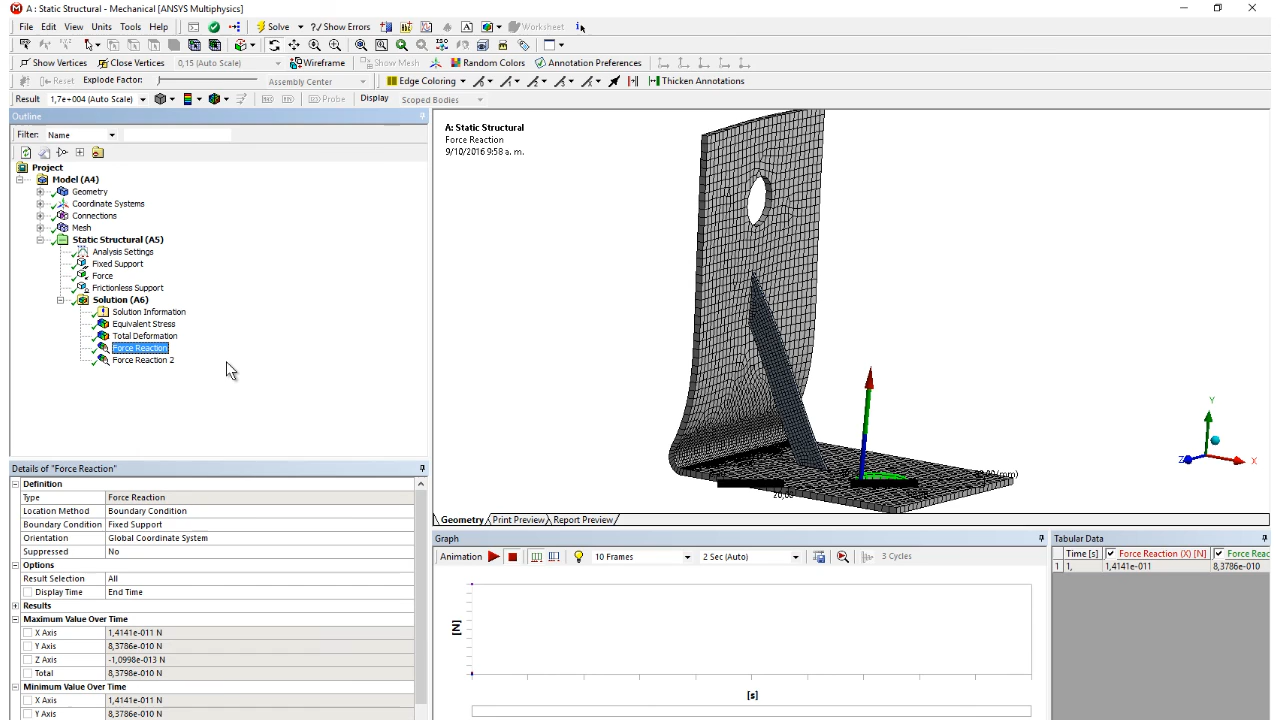 A : Static Structural - Mechanical [ANSYS Multiphysics]
File Edit View Units Tools Help Solve ?/ Show Errors Worksheet
Show Vertices Close Vertices 0,15 (Auto Scale) Wireframe Show Mesh Random Colors Annotation Preferences
Reset Explode Factor: Assembly Center Edge Coloring Thicken Annotations
Result 1,7e+004 (Auto Scale) Probe Display Scoped Bodies
Outline
Filter: Name
Project
Model (A4)
Geometry
Coordinate Systems
Connections
Mesh
Static Structural (A5)
Analysis Settings
Fixed Support
Force
Frictionless Support
Solution (A6)
Solution Information
Equivalent Stress
Total Deformation
Force Reaction
Force Reaction 2
A: Static Structural
Force Reaction
9/10/2016 9:58 a. m.
Y
Z
X
20,00
(mm)
Geometry Print Preview Report Preview
Details of "Force Reaction"
Definition
Type Force Reaction
Location Method Boundary Condition
Boundary Condition Fixed Support
Orientation Global Coordinate System
Suppressed No
Options
Result Selection All
Display Time End Time
Results
Maximum Value Over Time
X Axis 1,4141e-011 N
Y Axis 8,3786e-010 N
Z Axis -1,0998e-013 N
Total 8,3798e-010 N
Minimum Value Over Time
X Axis 1,4141e-011 N
Y Axis 8,3786e-010 N
Graph
Animation 10 Frames 2 Sec (Auto) 3 Cycles
[N]
[s]
Tabular Data
Time [s] Force Reaction (X) [N] Force Reac
1 1, 1,4141e-011 8,3786e-010